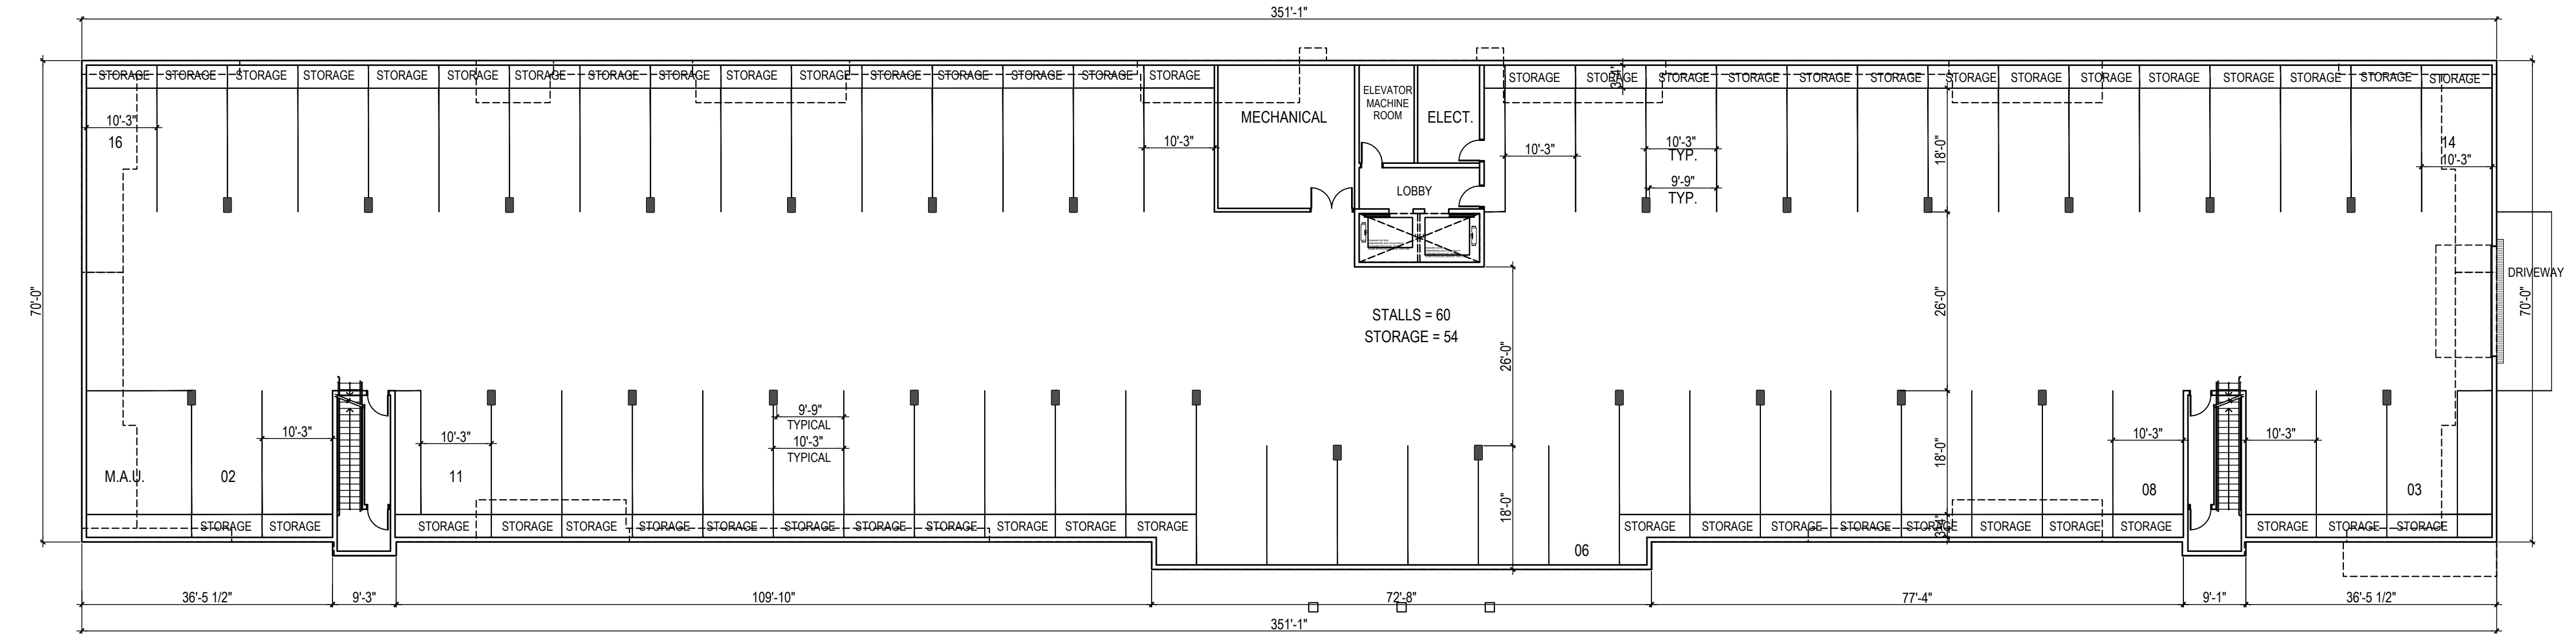 351'-1"
STORAGE STORAGE STORAGE STORAGE STORAGE STORAGE STORAGE STORAGE STORAGE STORAGE STORAGE STORAGE STORAGE STORAGE STORAGE STORAGE
STORAGE STORAGE STORAGE STORAGE STORAGE STORAGE STORAGE STORAGE STORAGE STORAGE STORAGE STORAGE STORAGE STORAGE
10'-3"
16
10'-3"
MECHANICAL
ELEVATOR
MACHINE
ROOM
ELECT.
LOBBY
10'-3"
10'-3"
TYP.
9'-9"
TYP.
18'-0"
14
10'-3"
70'-0"
STALLS = 60
STORAGE = 54
26'-0"
26'-0"
DRIVEWAY
70'-0"
M.A.U.
02
10'-3"
10'-3"
11
9'-9"
TYPICAL
10'-3"
TYPICAL
18'-0"
18'-0"
10'-3"
08
10'-3"
03
06
STORAGE STORAGE
STORAGE STORAGE STORAGE STORAGE STORAGE STORAGE STORAGE STORAGE STORAGE STORAGE STORAGE
STORAGE STORAGE STORAGE STORAGE STORAGE STORAGE STORAGE STORAGE
STORAGE STORAGE STORAGE
36'-5 1/2" 9'-3" 109'-10" 72'-8" 77'-4" 9'-1" 36'-5 1/2"
351'-1"